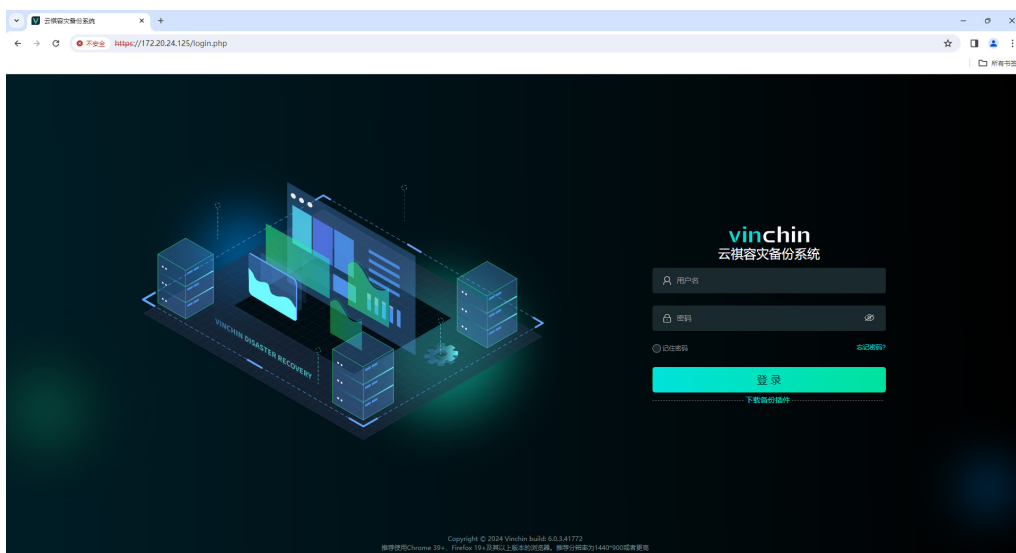 云祺容灾备份系统
不安全 https://172.20.24.125/login.php
所有书签
VINCHIN DISASTER RECOVERY
vinchin
云祺容灾备份系统
用户名
密码
记住密码 忘记密码?
登录
下载备份插件
Copyright © 2024 Vinchin build: 6.0.3.41772
推荐使用Chrome 39+、Firefox 19+及其以上版本的浏览器。推荐分辨率为1440*900或者更高